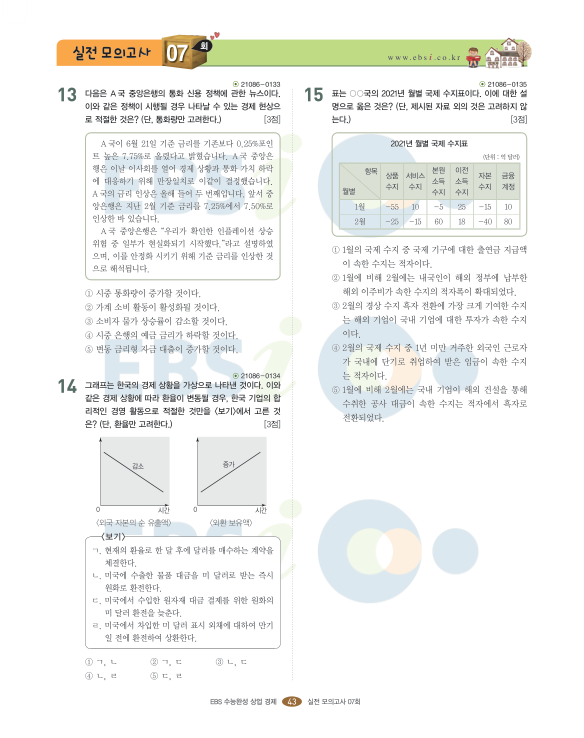 실전 모의고사 07 회
www.ebsi.co.kr
21086-0133
13 다음은 A국 중앙은행의 통화 신용 정책에 관한 뉴스이다.
이와 같은 정책이 시행될 경우 나타날 수 있는 경제 현상으
로 적절한 것은? (단, 통화량만 고려한다.) [3점]
A국이 6월 21일 기준 금리를 기존보다 0.25%포인
트 높은 7.75%로 올렸다고 밝혔습니다. A국 중앙은
행은 이날 이사회를 열어 경제 상황과 통화 가치 하락
에 대응하기 위해 만장일치로 이같이 결정했습니다.
A국의 금리 인상은 올해 들어 두 번째입니다. 앞서 중
앙은행은 지난 2월 기준 금리를 7.25%에서 7.50%로
인상한 바 있습니다.
A국 중앙은행은 "우리가 확인한 인플레이션 상승
위험 중 일부가 현실화되기 시작했다."라고 설명하였
으며, 이를 안정화 시키기 위해 기준 금리를 인상한 것
으로 해석됩니다.
① 시중 통화량이 증가할 것이다.
② 가계 소비 활동이 활성화될 것이다.
③ 소비자 물가 상승률이 감소할 것이다.
④ 시중 은행의 예금 금리가 하락할 것이다.
⑤ 변동 금리형 자금 대출이 증가할 것이다.
21086-0134
14 그래프는 한국의 경제 상황을 가상으로 나타낸 것이다. 이와
같은 경제 상황에 따라 환율이 변동될 경우, 한국 기업의 합
리적인 경영 활동으로 적절한 것만을 〈보기〉에서 고른 것
은? (단, 환율만 고려한다.) [3점]
감소 증가
0 시간 0 시간
〈외국 자본의 순 유출액〉 〈외환 보유액〉
〈보기〉
ㄱ. 현재의 환율로 한 달 후에 달러를 매수하는 계약을
체결한다.
ㄴ. 미국에 수출한 물품 대금을 미 달러로 받는 즉시
원화로 환전한다.
ㄷ. 미국에서 수입한 원자재 대금 결제를 위한 원화의
미 달러 환전을 늦춘다.
ㄹ. 미국에서 차입한 미 달러 표시 외채에 대하여 만기
일 전에 환전하여 상환한다.
① ㄱ, ㄴ ② ㄱ, ㄷ ③ ㄴ, ㄷ
④ ㄴ, ㄹ ⑤ ㄷ, ㄹ
21086-0135
15 표는 ○○국의 2021년 월별 국제 수지표이다. 이에 대한 설
명으로 옳은 것은? (단, 제시된 자료 외의 것은 고려하지 않
는다.) [3점]
2021년 월별 국제 수지표
(단위 : 억 달러)
항목 월별 상품 수지 서비스 수지 본원 소득 수지 이전 소득 수지 자본 수지 금융 계정
1월 -55 10 -5 25 -15 10
2월 -25 -15 60 18 -40 80
① 1월의 국제 수지 중 국제 기구에 대한 출연금 지급액
이 속한 수지는 적자이다.
② 1월에 비해 2월에는 내국인이 해외 정부에 납부한
해외 이주비가 속한 수지의 적자폭이 확대되었다.
③ 2월의 경상 수지 흑자 전환에 가장 크게 기여한 수지
는 해외 기업이 국내 기업에 대한 투자가 속한 수지
이다.
④ 2월의 국제 수지 중 1년 미만 거주한 외국인 근로자
가 국내에 단기로 취업하여 받은 임금이 속한 수지
는 적자이다.
⑤ 1월에 비해 2월에는 국내 기업이 해외 건설을 통해
수취한 공사 대금이 속한 수지는 적자에서 흑자로
전환되었다.
EBS 수능완성 상업 경제 43 실전 모의고사 07회
EBSi